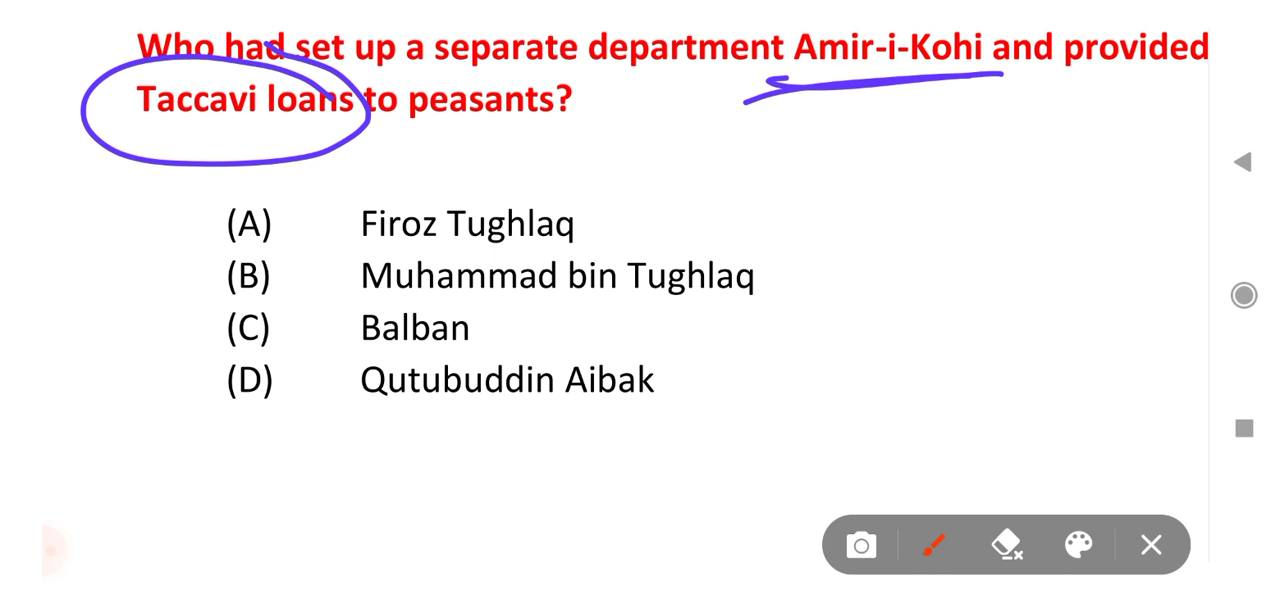 Who had set up a separate department Amir-i-Kohi and provided
Taccavi loans to peasants?
(A) Firoz Tughlaq
(B) Muhammad bin Tughlaq
(C) Balban
(D) Qutubuddin Aibak